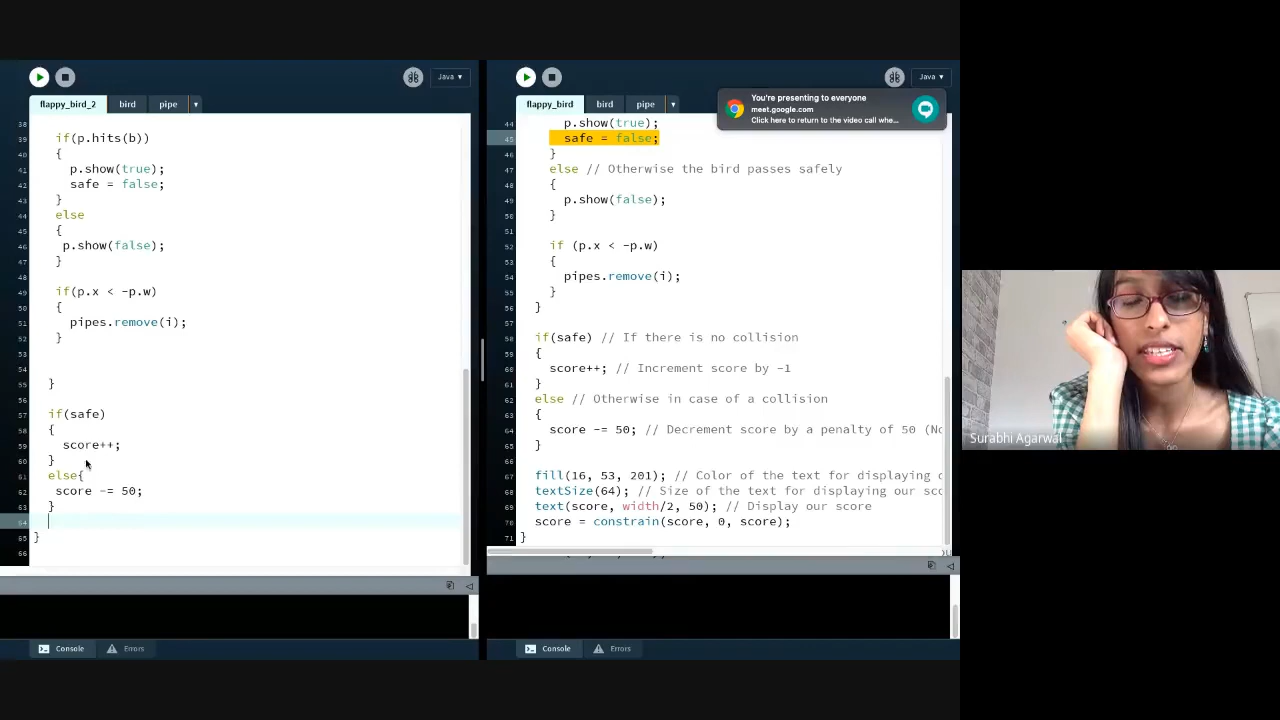 Java ▾
flappy_bird_2 bird pipe ▾
38
39 if(p.hits(b))
40 {
41 p.show(true);
42 safe = false;
43 }
44 else
45 {
46 p.show(false);
47 }
48
49 if(p.x < -p.w)
50 {
51 pipes.remove(i);
52 }
53
54
55 }
56
57 if(safe)
58 {
59 score++;
60 }
61 else{
62 score -= 50;
63 }
64
65 }
66
Console Errors
Java ▾
flappy_bird bird pipe ▾
You're presenting to everyone
meet.google.com
Click here to return to the video call whe...
44 p.show(true);
45 safe = false;
46 }
47 else // Otherwise the bird passes safely
48 {
49 p.show(false);
50 }
51
52 if (p.x < -p.w)
53 {
54 pipes.remove(i);
55 }
56 }
57
58 if(safe) // If there is no collision
59 {
60 score++; // Increment score by -1
61 }
62 else // Otherwise in case of a collision
63 {
64 score -= 50; // Decrement score by a penalty of 50 (No
65 }
66
67 fill(16, 53, 201); // Color of the text for displaying
68 textSize(64); // Size of the text for displaying our sco
69 text(score, width/2, 50); // Display our score
70 score = constrain(score, 0, score);
71 }
Console Errors
Surabhi Agarwal